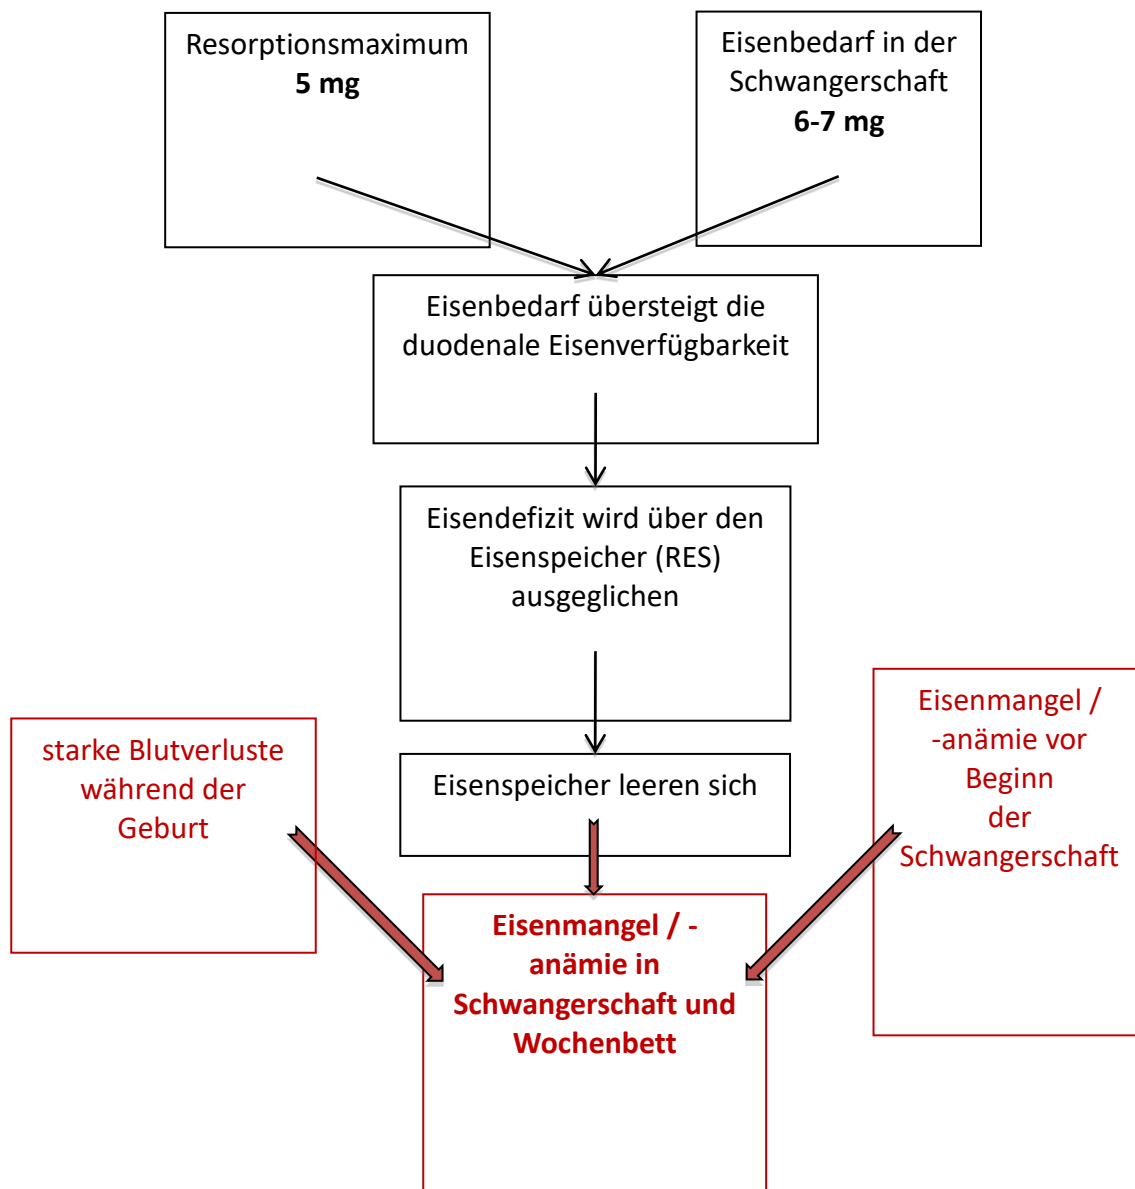 Resorptionsmaximum
5 mg
Eisenbedarf in der
Schwangerschaft
6-7 mg
Eisenbedarf übersteigt die
duodenale Eisenverfügbarkeit
Eisendefizit wird über den
Eisenspeicher (RES)
ausgeglichen
Eisenspeicher leeren sich
starke Blutverluste
während der
Geburt
Eisenmangel /
-anämie vor
Beginn
der
Schwangerschaft
Eisenmangel / -
anämie in
Schwangerschaft und
Wochenbett